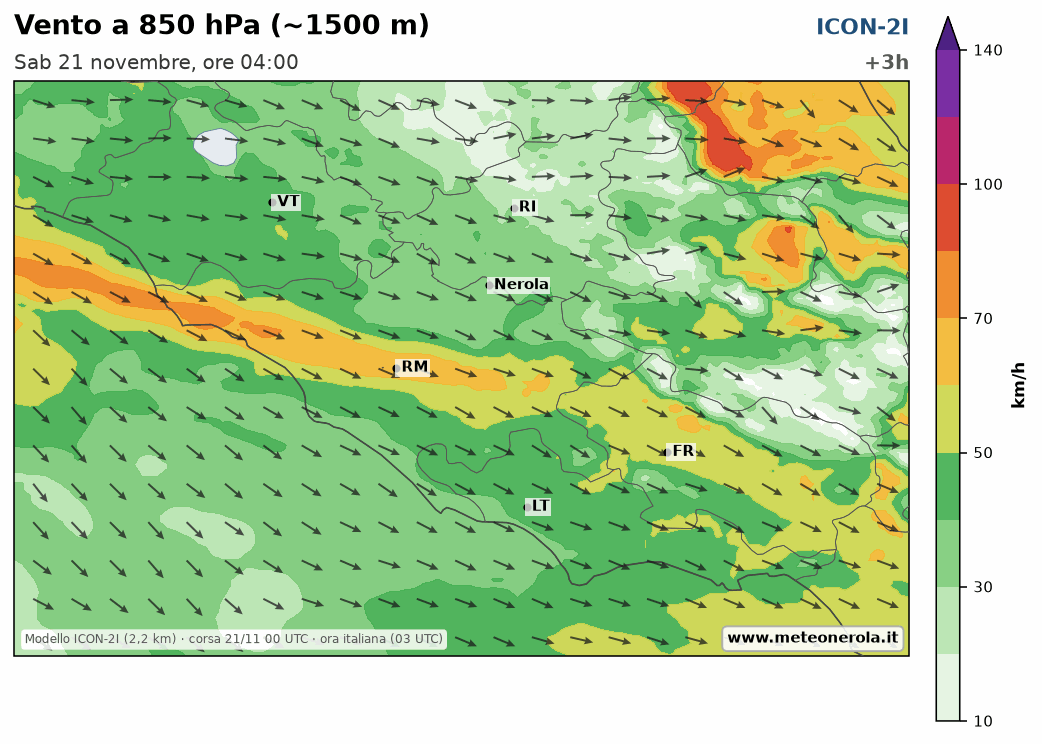 Vento a 850 hPa (~1500 m)
ICON-2I
Sab 21 novembre, ore 04:00
+3h
VT
RI
Nerola
RM
FR
LT
Modello ICON-2I (2,2 km) · corsa 21/11 00 UTC · ora italiana (03 UTC)
www.meteonerola.it
140
100
70
50
30
10
km/h